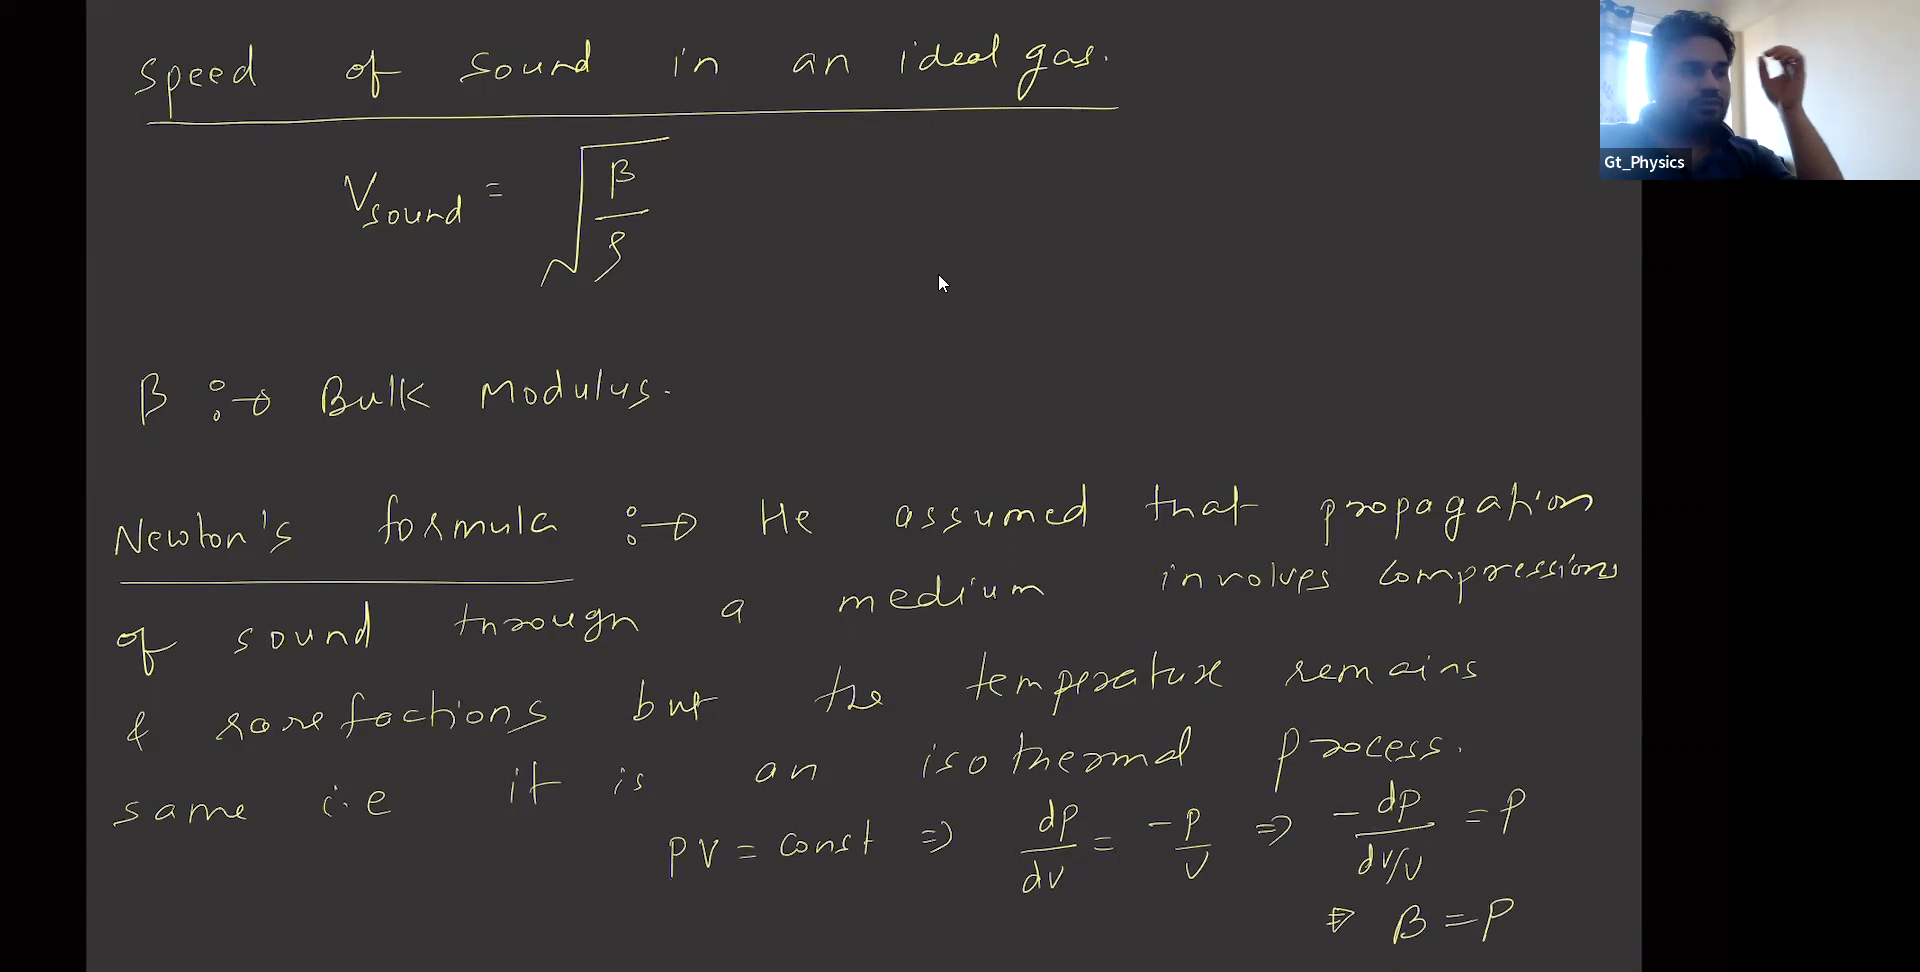 Speed of sound in an ideal gas.
Gt_Physics
Vsound = √(β/ρ)
β :→ Bulk Modulus.
Newton's formula :→ He assumed that propagation
of sound through a medium involves compressions
& rarefactions but the temperature remains
same i.e it is an isothermal process.
PV = const ⇒ dP/dV = -P/V ⇒ -dP/(dV/V) = P
⇒ β = P